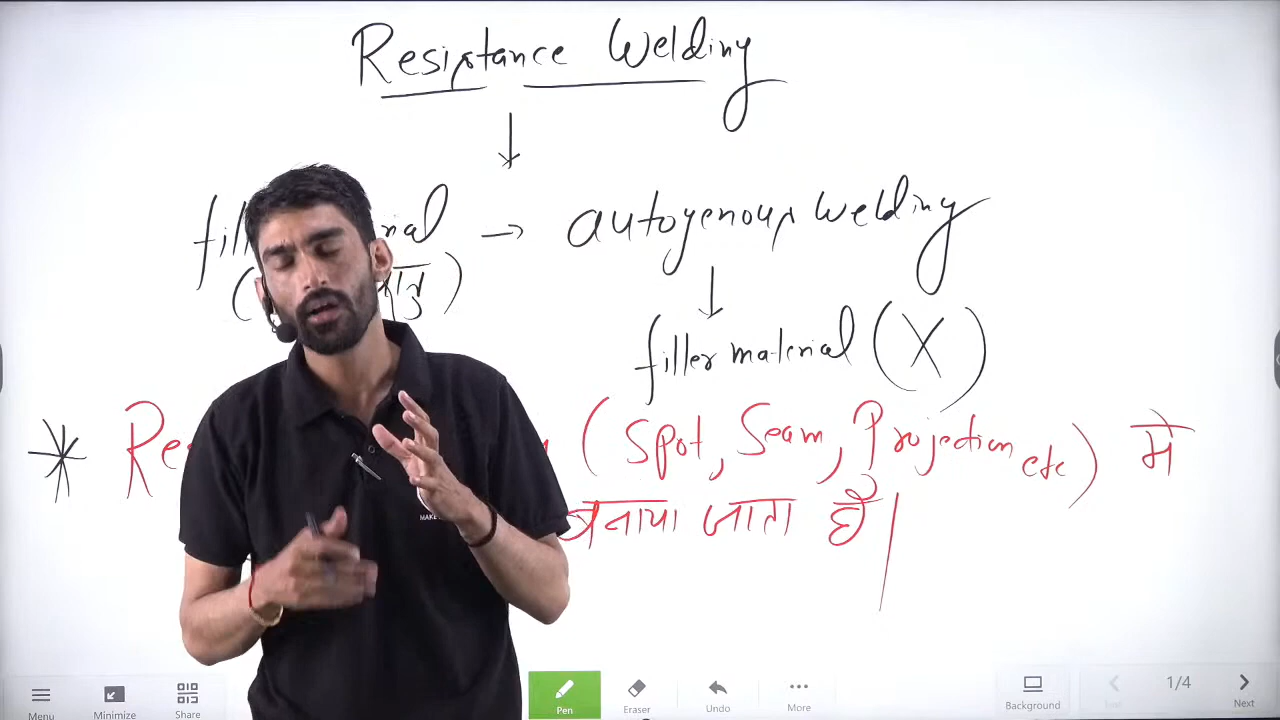 Resistance Welding
↓
→ autogenous welding
↓
filler material (X)
* (Spot, Seam, Projection etc) में
बनाया जाता है|
MAKE
Menu Minimize Share Pen Eraser Undo More Background 1/4 Next